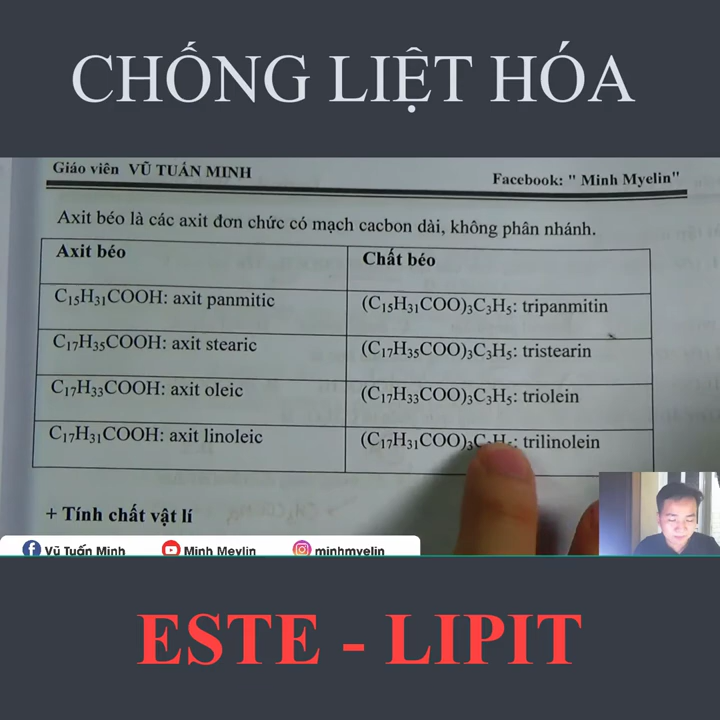 CHỐNG LIỆT HÓA
Giáo viên VŨ TUẤN MINH
Facebook: " Minh Myelin"
Axit béo là các axit đơn chức có mạch cacbon dài, không phân nhánh.
Axit béo
Chất béo
C₁₅H₃₁COOH: axit panmitic
(C₁₅H₃₁COO)₃C₃H₅: tripanmitin
C₁₇H₃₅COOH: axit stearic
(C₁₇H₃₅COO)₃C₃H₅: tristearin
C₁₇H₃₃COOH: axit oleic
(C₁₇H₃₃COO)₃C₃H₅: triolein
C₁₇H₃₁COOH: axit linoleic
(C₁₇H₃₁COO)₃C₃H₅: trilinolein
+ Tính chất vật lí
Vũ Tuấn Minh
Minh Meylin
minhmyelin
ESTE - LIPIT